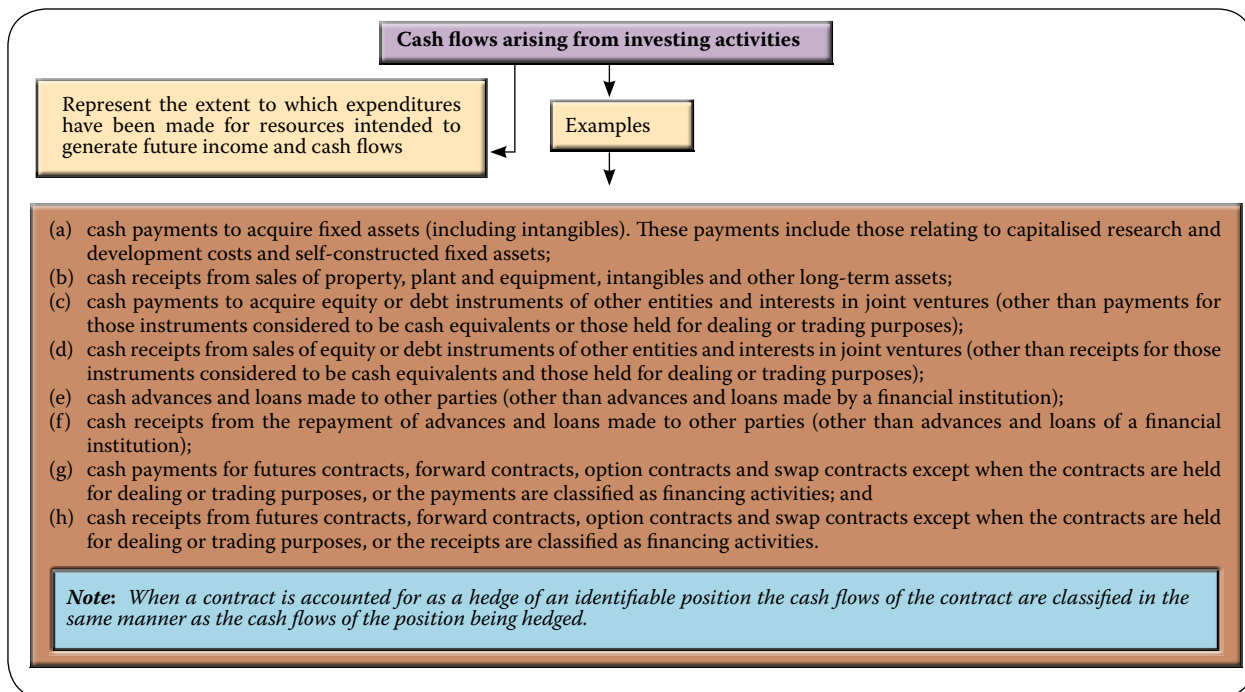 Cash flows arising from investing activities
Represent the extent to which expenditures
have been made for resources intended to
generate future income and cash flows
Examples
(a) cash payments to acquire fixed assets (including intangibles). These payments include those relating to capitalised research and
development costs and self-constructed fixed assets;
(b) cash receipts from sales of property, plant and equipment, intangibles and other long-term assets;
(c) cash payments to acquire equity or debt instruments of other entities and interests in joint ventures (other than payments for
those instruments considered to be cash equivalents or those held for dealing or trading purposes);
(d) cash receipts from sales of equity or debt instruments of other entities and interests in joint ventures (other than receipts for those
instruments considered to be cash equivalents and those held for dealing or trading purposes);
(e) cash advances and loans made to other parties (other than advances and loans made by a financial institution);
(f) cash receipts from the repayment of advances and loans made to other parties (other than advances and loans of a financial
institution);
(g) cash payments for futures contracts, forward contracts, option contracts and swap contracts except when the contracts are held
for dealing or trading purposes, or the payments are classified as financing activities; and
(h) cash receipts from futures contracts, forward contracts, option contracts and swap contracts except when the contracts are held
for dealing or trading purposes, or the receipts are classified as financing activities.
Note: When a contract is accounted for as a hedge of an identifiable position the cash flows of the contract are classified in the
same manner as the cash flows of the position being hedged.